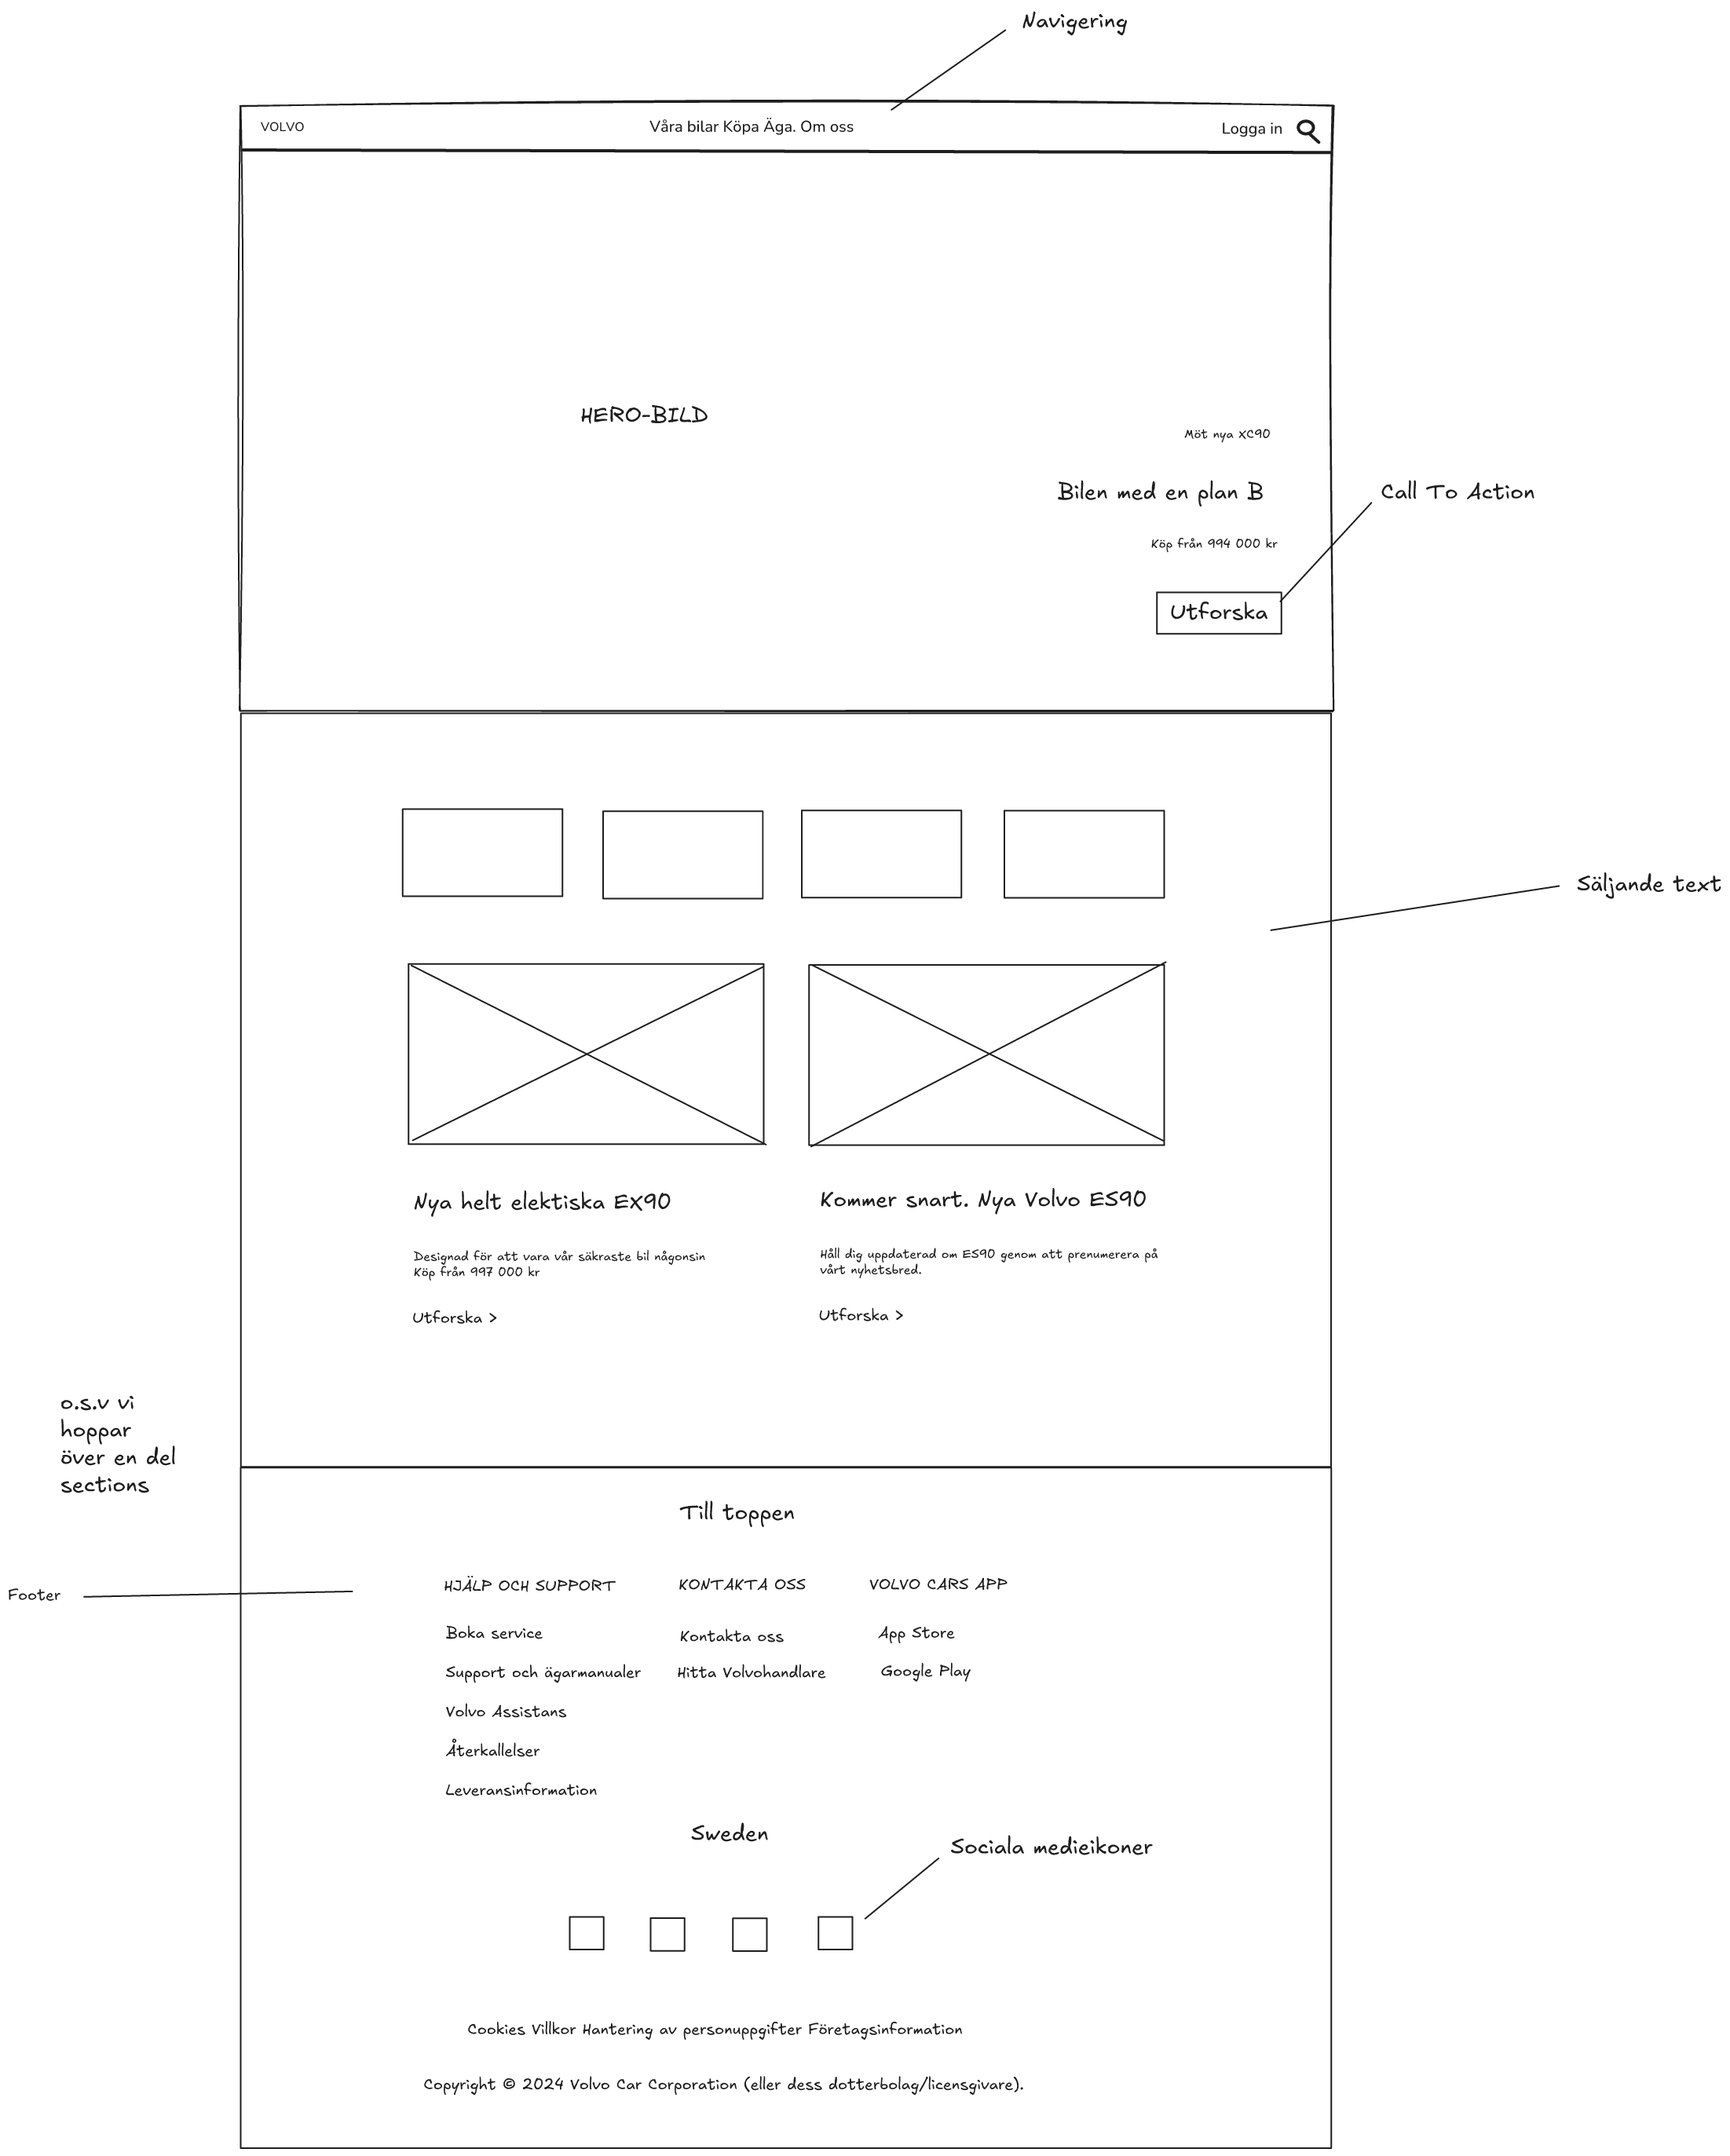 Navigering
VOLVO
Våra bilar Köpa Äga. Om oss
Logga in
HERO-BILD
Möt nya XC90
Bilen med en plan B
Call To Action
Köp från 994 000 kr
Utforska
Säljande text
Nya helt elektiska EX90
Kommer snart. Nya Volvo ES90
Designad för att vara vår säkraste bil någonsin
Köp från 997 000 kr
Håll dig uppdaterad om ES90 genom att prenumerera på
vårt nyhetsbred.
Utforska >
Utforska >
o.s.v vi
hoppar
över en del
sections
Till toppen
Footer
HJÄLP OCH SUPPORT
KONTAKTA OSS
VOLVO CARS APP
Boka service
Kontakta oss
App Store
Support och ägarmanualer
Hitta Volvohandlare
Google Play
Volvo Assistans
Återkallelser
Leveransinformation
Sweden
Sociala medieikoner
Cookies Villkor Hantering av personuppgifter Företagsinformation
Copyright © 2024 Volvo Car Corporation (eller dess dotterbolag/licensgivare).